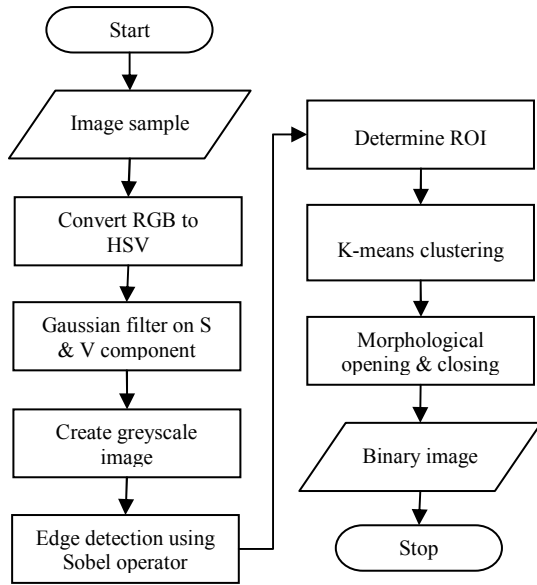 Start
Image sample
Convert RGB to
HSV
Gaussian filter on S
& V component
Create greyscale
image
Edge detection using
Sobel operator
Determine ROI
K-means clustering
Morphological
opening & closing
Binary image
Stop